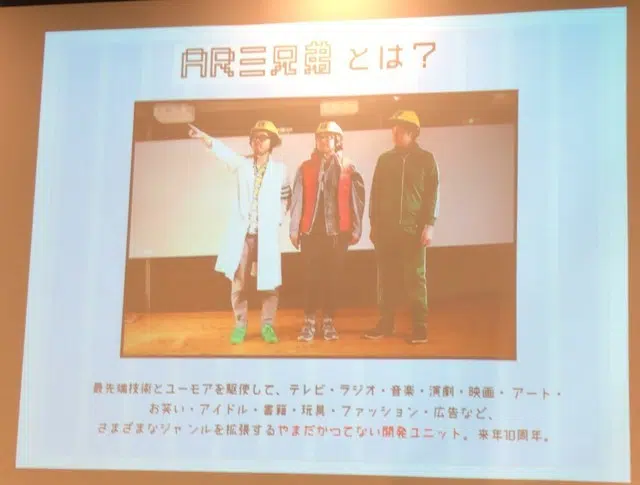 AR三兄弟とは？
最先端技術とユーモアを駆使して、テレビ・ラジオ・音楽・演劇・映画・アート・
お笑い・アイドル・書籍・玩具・ファッション・広告など、
さまざまなジャンルを拡張するやまだかつてない開発ユニット。来年10周年。